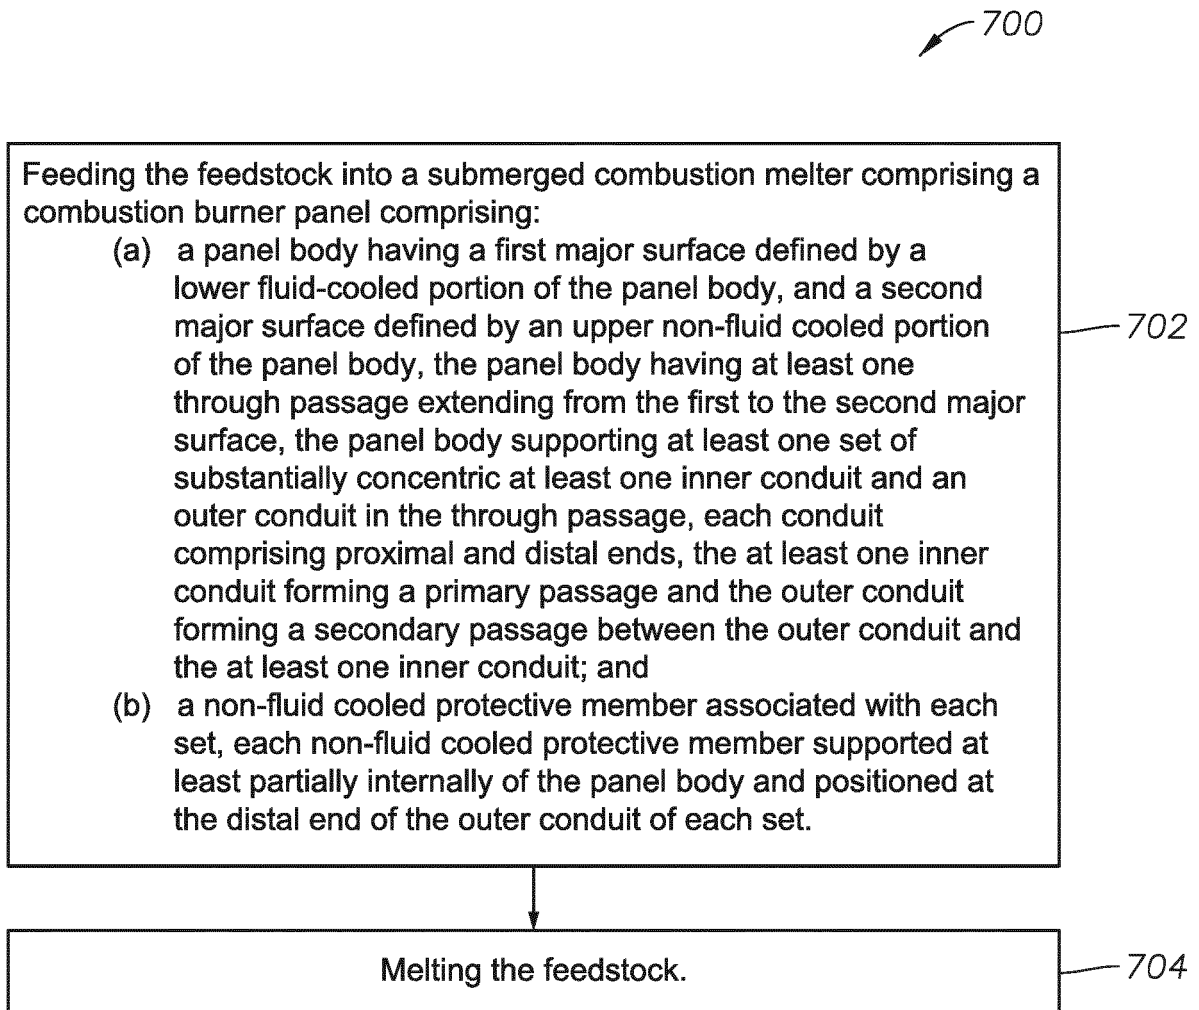 700
Feeding the feedstock into a submerged combustion melter comprising a
combustion burner panel comprising:
(a) a panel body having a first major surface defined by a
lower fluid-cooled portion of the panel body, and a second
major surface defined by an upper non-fluid cooled portion
of the panel body, the panel body having at least one
through passage extending from the first to the second major
surface, the panel body supporting at least one set of
substantially concentric at least one inner conduit and an
outer conduit in the through passage, each conduit
comprising proximal and distal ends, the at least one inner
conduit forming a primary passage and the outer conduit
forming a secondary passage between the outer conduit and
the at least one inner conduit; and
(b) a non-fluid cooled protective member associated with each
set, each non-fluid cooled protective member supported at
least partially internally of the panel body and positioned at
the distal end of the outer conduit of each set.
702
Melting the feedstock.
704